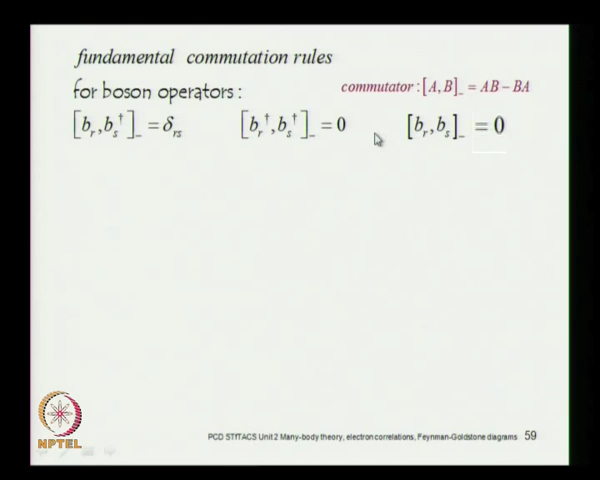 fundamental commutation rules
for boson operators :
commutator : [A, B]_ = AB − BA
[b_r, b_s†]_ = δ_rs [b_r†, b_s†]_ = 0 [b_r, b_s]_ = 0
NPTEL
PCD STiTACS Unit 2 Many-body theory, electron correlations, Feynman-Goldstone diagrams 59